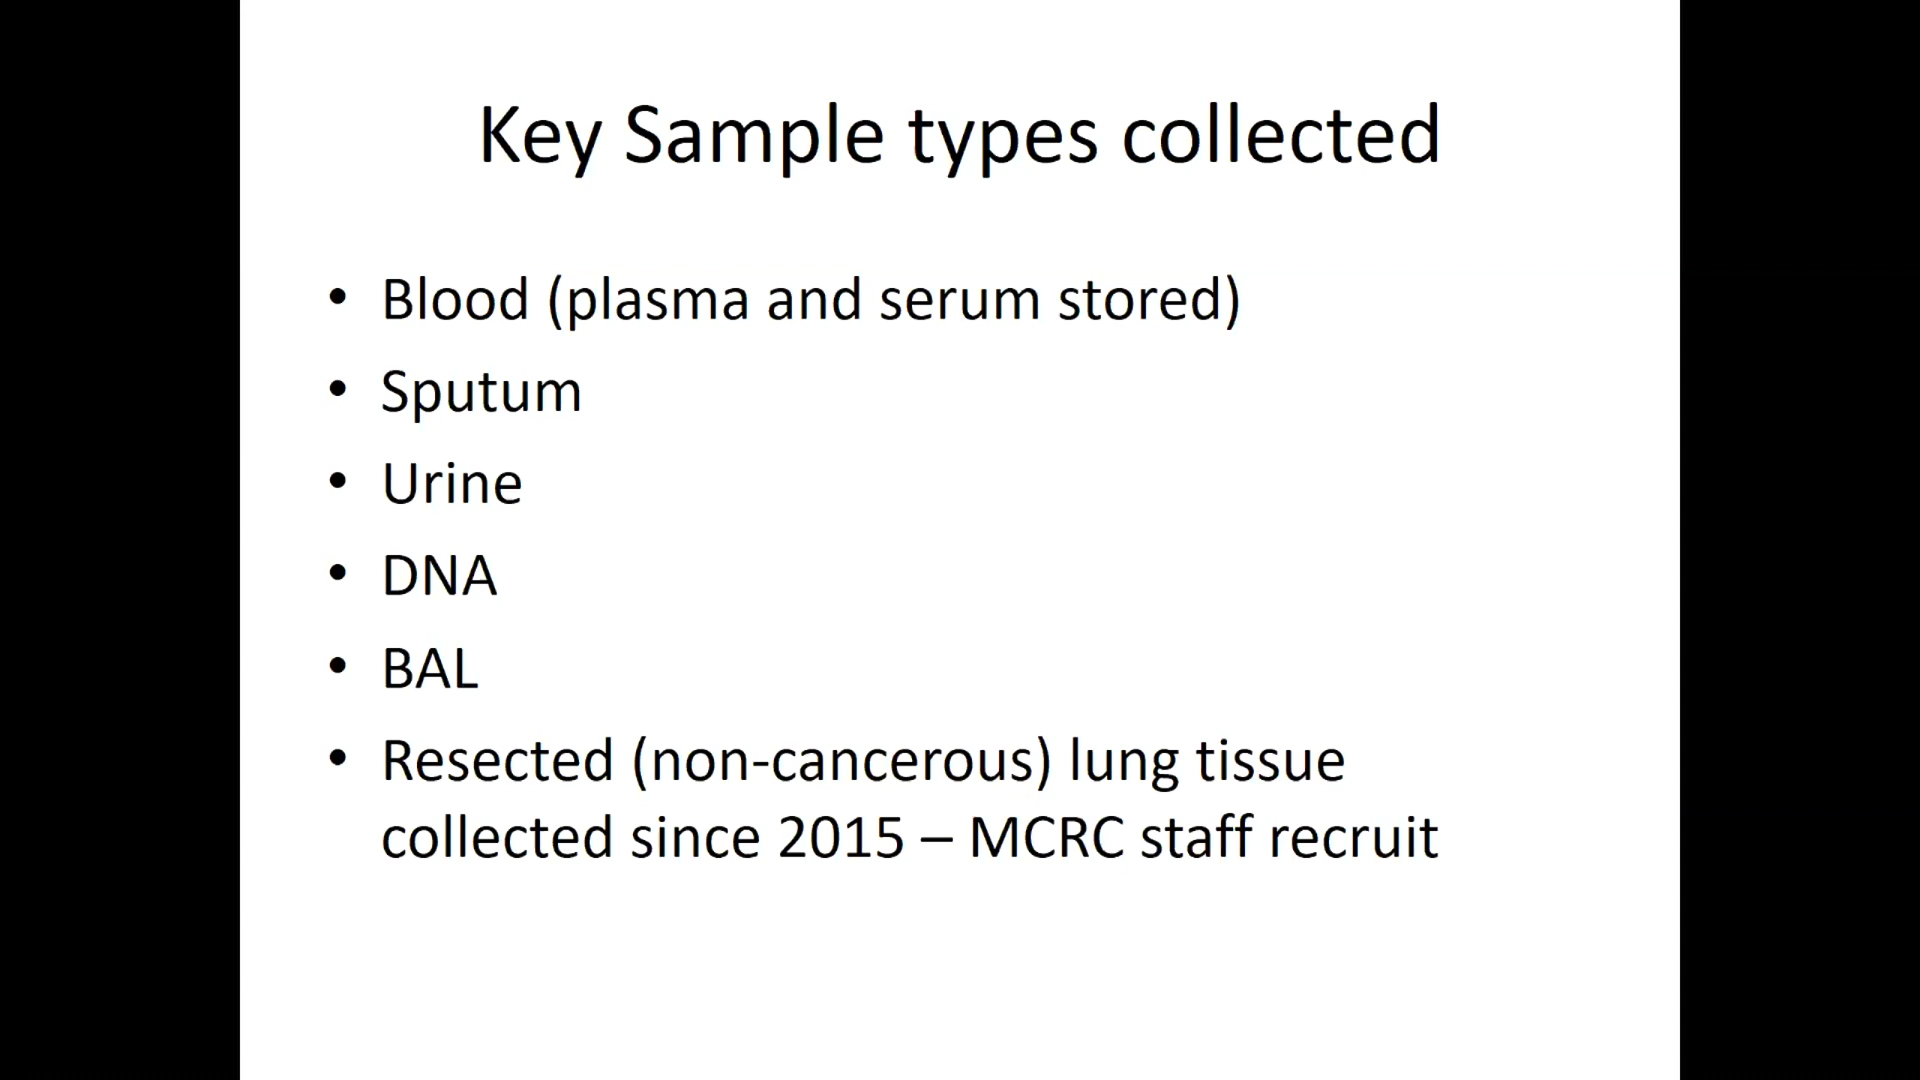 Key Sample types collected
• Blood (plasma and serum stored)
• Sputum
• Urine
• DNA
• BAL
• Resected (non-cancerous) lung tissue
collected since 2015 – MCRC staff recruit